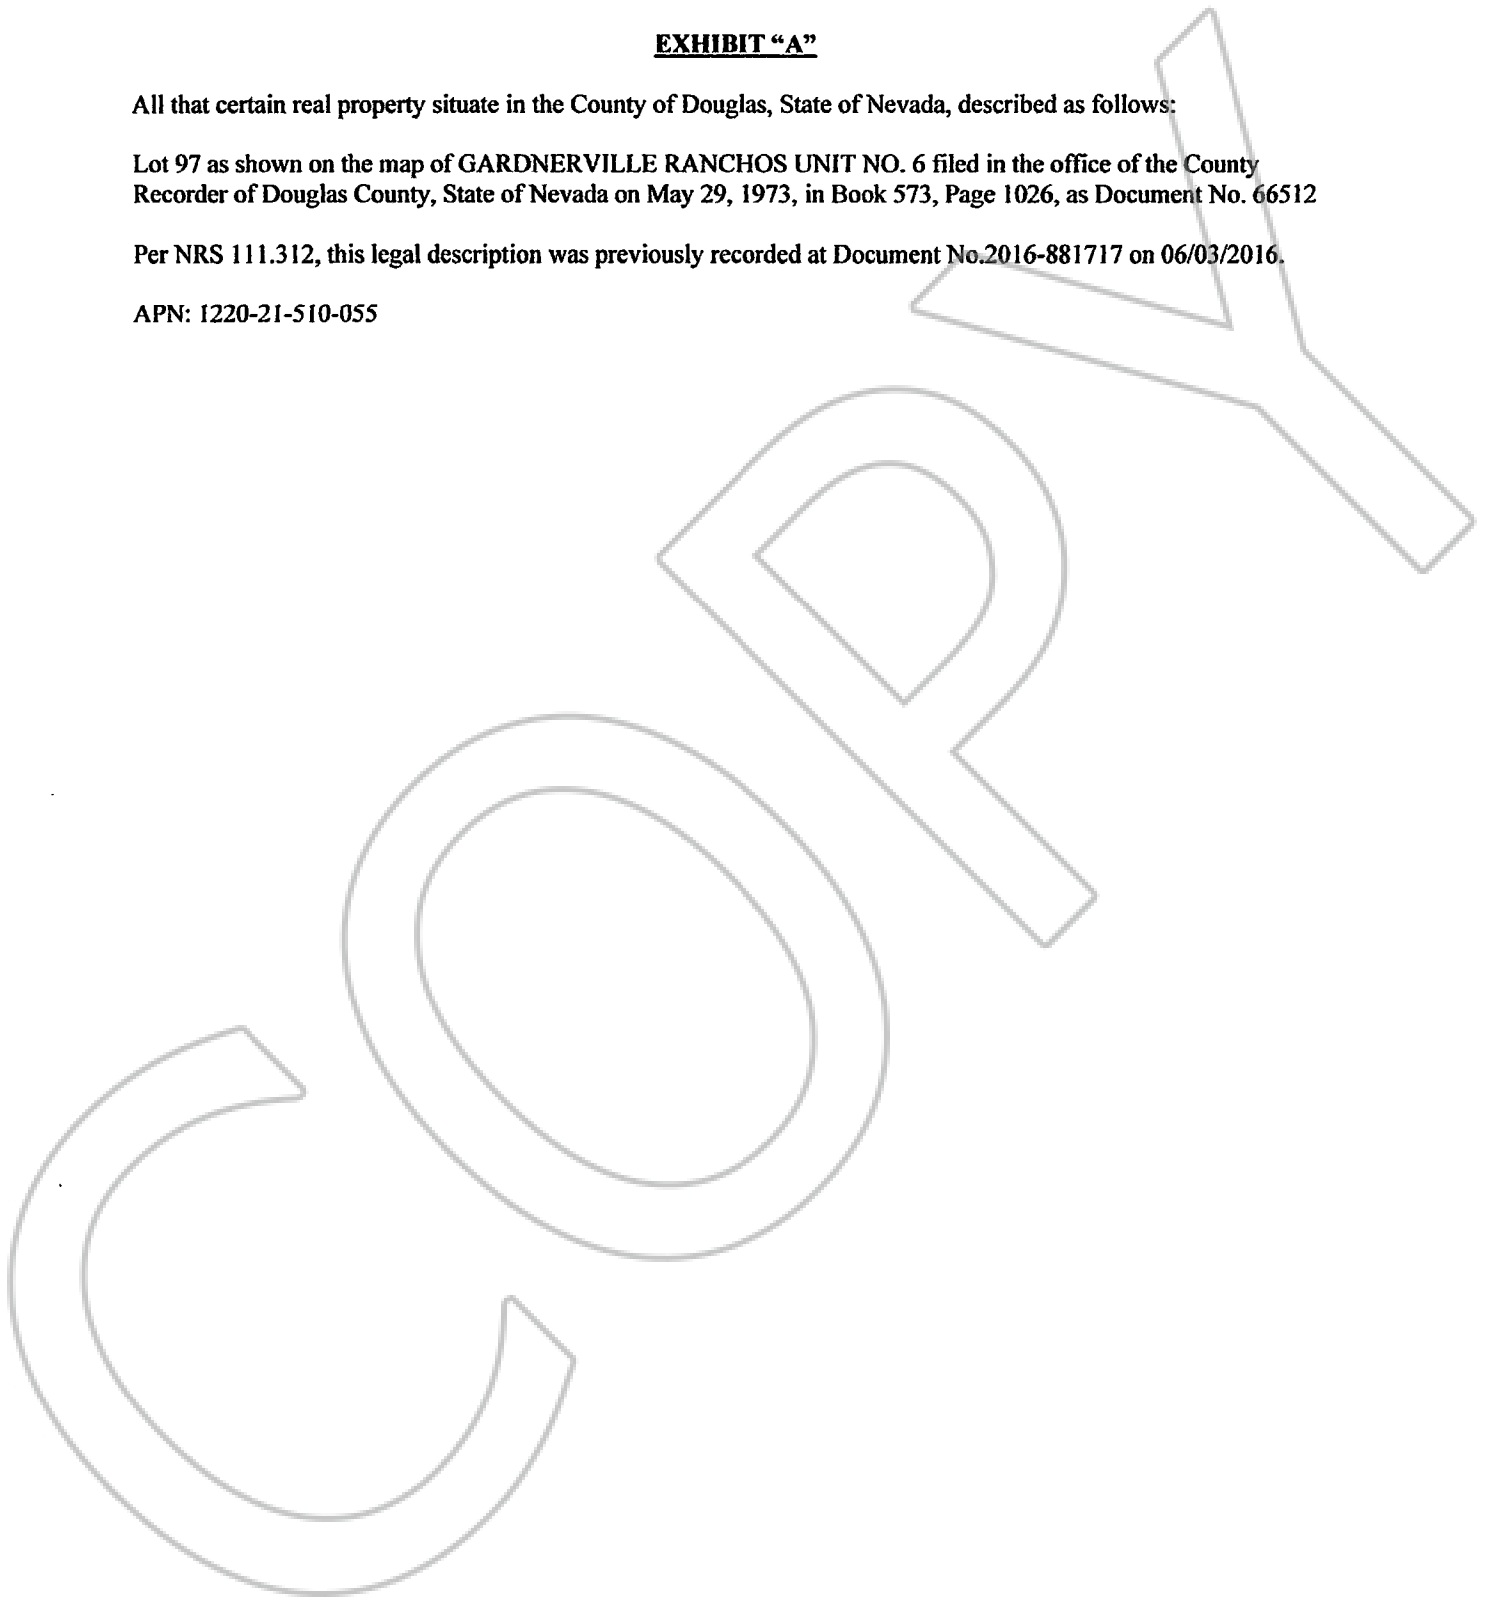 EXHIBIT “A”
All that certain real property situate in the County of Douglas, State of Nevada, described as follows:
Lot 97 as shown on the map of GARDNERVILLE RANCHOS UNIT NO. 6 filed in the office of the County
Recorder of Douglas County, State of Nevada on May 29, 1973, in Book 573, Page 1026, as Document No. 66512
Per NRS 111.312, this legal description was previously recorded at Document No.2016-881717 on 06/03/2016.
APN: 1220-21-510-055
COPY